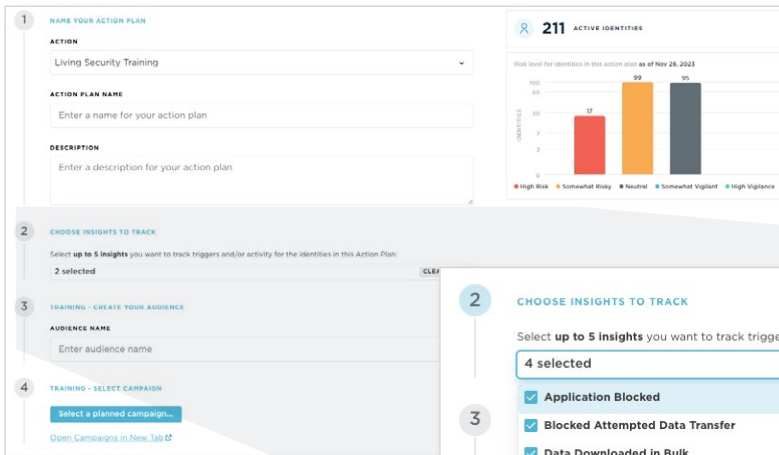 1
NAME YOUR ACTION PLAN
ACTION
Living Security Training
ACTION PLAN NAME
Enter a name for your action plan
DESCRIPTION
Enter a description for your action plan
211 ACTIVE IDENTITIES
Risk level for identities in this action plan as of Nov 28, 2023
IDENTITIES
100
60
20
7
3
0
17
99
95
High Risk Somewhat Risky Neutral Somewhat Vigilant High Vigilance
2
CHOOSE INSIGHTS TO TRACK
Select up to 5 insights you want to track triggers and/or activity for the identities in this Action Plan:
2 selected
3
TRAINING - CREATE YOUR AUDIENCE
AUDIENCE NAME
Enter audience name
4
TRAINING - SELECT CAMPAIGN
Select a planned campaign...
Open Campaigns in New Tab
2
CHOOSE INSIGHTS TO TRACK
Select up to 5 insights you want to track trigge
4 selected
Application Blocked
3
Blocked Attempted Data Transfer
Data Downloaded in Bulk